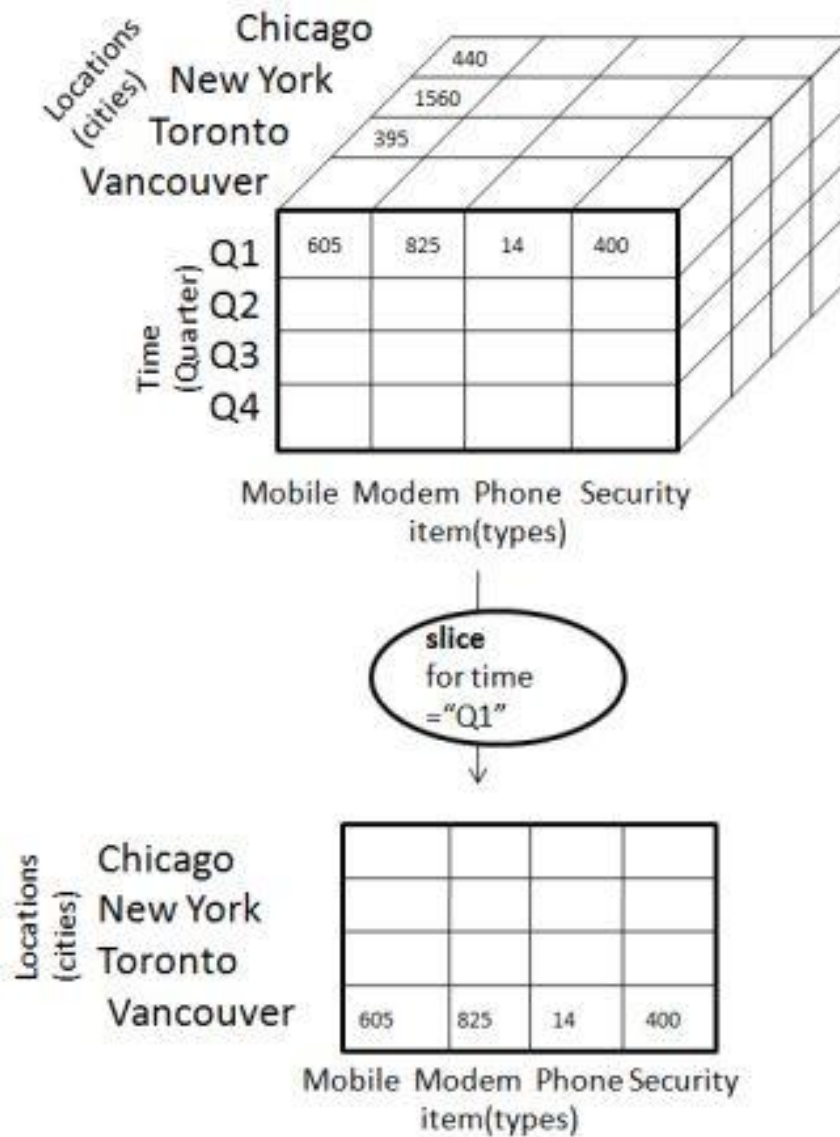 Chicago
New York
Toronto
Vancouver
Locations
(cities)
440
1560
395
Q1
Q2
Q3
Q4
Time
(Quarter)
605 825 14 400
Mobile Modem Phone Security
item(types)
slice
for time
=“Q1”
Locations
(cities)
Chicago
New York
Toronto
Vancouver
605 825 14 400
Mobile Modem Phone Security
item(types)